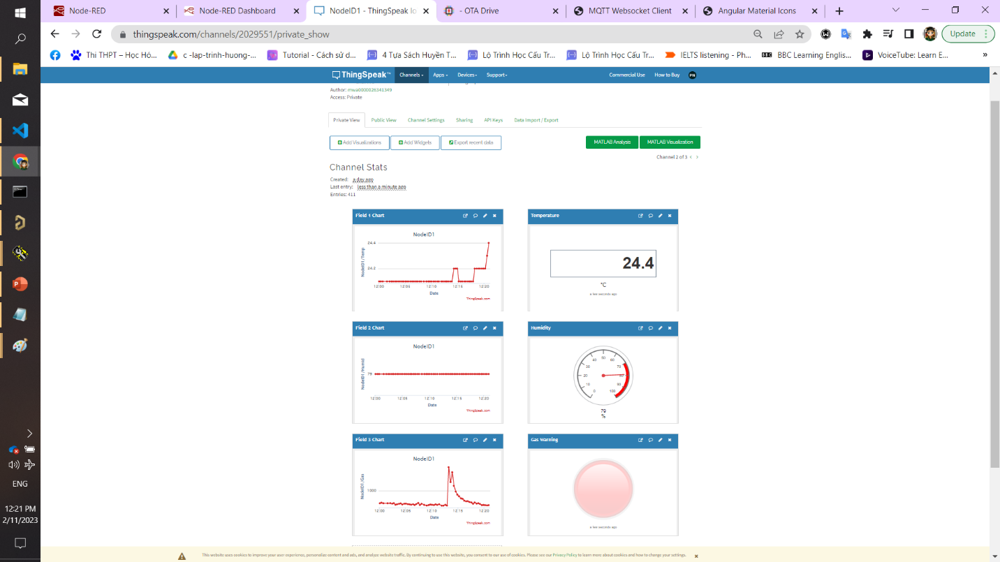 Node-RED
Node-RED Dashboard
NodeID1 - ThingSpeak Io
- OTA Drive
MQTT Websocket Client
Angular Material Icons
thingspeak.com/channels/2029551/private_show
Update
Thi THPT – Học Hó...
c -lap-trinh-huong-...
Tutorial - Cách sử d...
4 Tựa Sách Huyền T...
Lộ Trình Học Cấu Tr...
Lộ Trình Học Cấu Tr...
IELTS listening - Ph...
BBC Learning Englis...
VoiceTube: Learn E...
»
ThingSpeak™
Channels
Apps
Devices
Support
Commercial Use
How to Buy
PN
Author: mwa0000026341349
Access: Private
Private View
Public View
Channel Settings
Sharing
API Keys
Data Import / Export
Add Visualizations
Add Widgets
Export recent data
MATLAB Analysis
MATLAB Visualization
Channel 2 of 3 < >
Channel Stats
Created: a day ago
Last entry: less than a minute ago
Entries: 411
Field 1 Chart
NodeID1
NodeID1/Temp
24.4
24.2
12:00 12:05 12:10 12:15 12:20
Date
ThingSpeak.com
Temperature
24.4
°C
a few seconds ago
Field 2 Chart
NodeID1
NodeID1/Humid
79
12:00 12:05 12:10 12:15 12:20
Date
ThingSpeak.com
Humidity
0 10 20 30 40 50 60 70 80 90 100
79
%
Field 3 Chart
NodeID1
NodeID1/Gas
1000
12:00 12:05 12:10 12:15 12:20
Date
ThingSpeak.com
Gas Warning
a few seconds ago
This website uses cookies to improve your user experience, personalize content and ads, and analyze website traffic. By continuing to use this website, you consent to our use of cookies. Please see our Privacy Policy to learn more about cookies and how to change your settings.
ENG
12:21 PM
2/11/2023